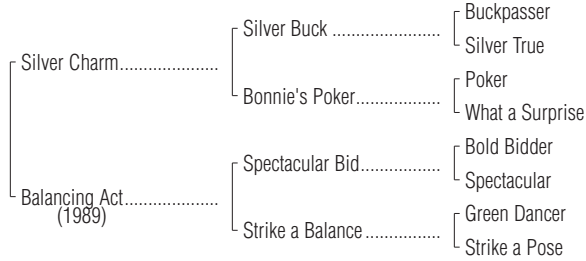 Buckpasser
Silver Buck ......................
Silver True
Silver Charm....................
Poker
Bonnie's Poker.................
What a Surprise
Bold Bidder
Spectacular Bid................
Spectacular
Balancing Act...................
(1989)
Green Dancer
Strike a Balance ...............
Strike a Pose